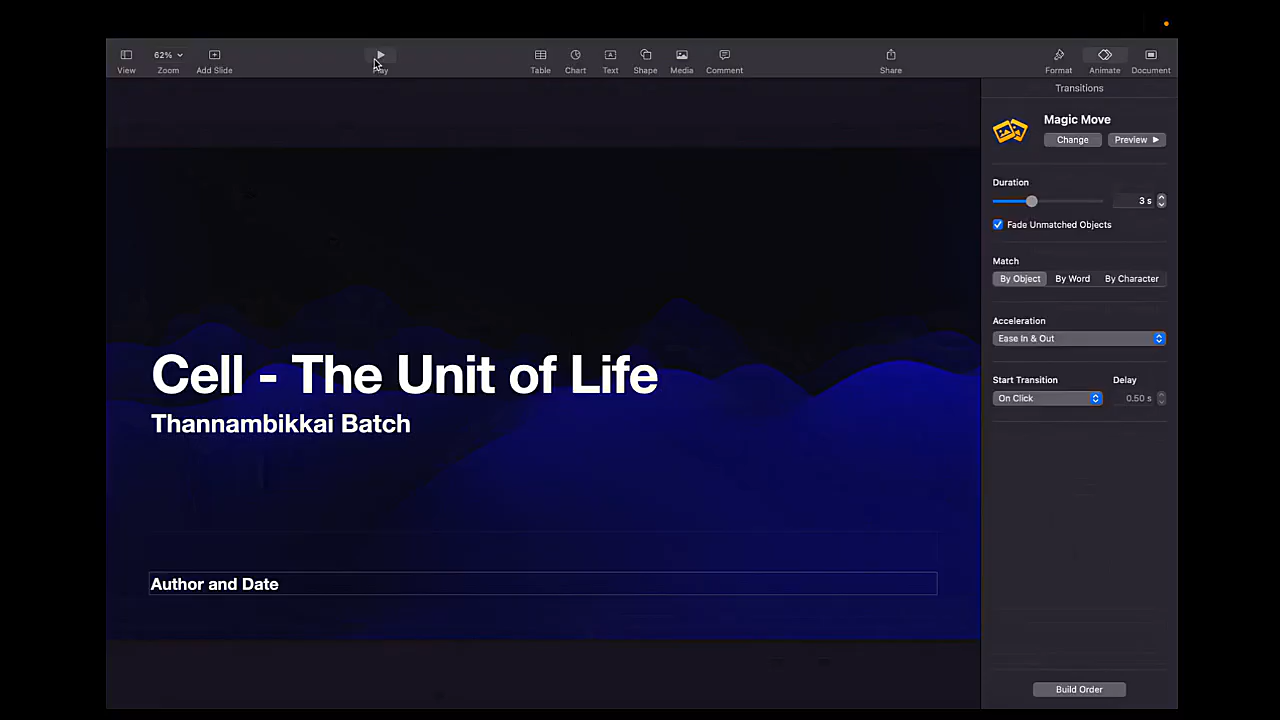 62%
View
Zoom
Add Slide
Play
Table
Chart
Text
Shape
Media
Comment
Share
Format
Animate
Document
Transitions
Magic Move
Change
Preview
Duration
3 s
Fade Unmatched Objects
Match
By Object
By Word
By Character
Acceleration
Ease In & Out
Start Transition
Delay
On Click
0.50 s
Build Order
Cell - The Unit of Life
Thannambikkai Batch
Author and Date